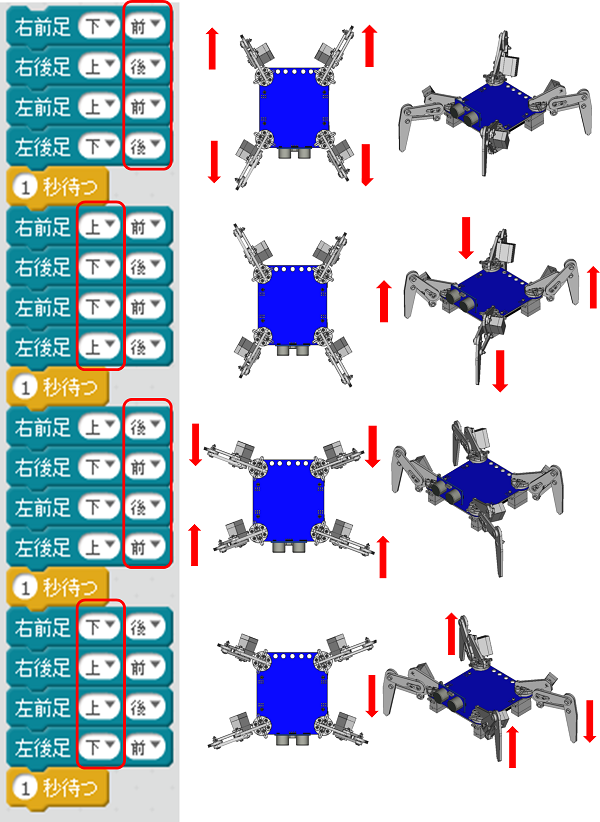 右前足 下 前
右後足 上 後
左前足 上 前
左後足 下 後
1 秒待つ
右前足 上 前
右後足 下 後
左前足 下 前
左後足 上 後
1 秒待つ
右前足 上 後
右後足 下 前
左前足 下 後
左後足 上 前
1 秒待つ
右前足 下 後
右後足 上 前
左前足 上 後
左後足 下 前
1 秒待つ